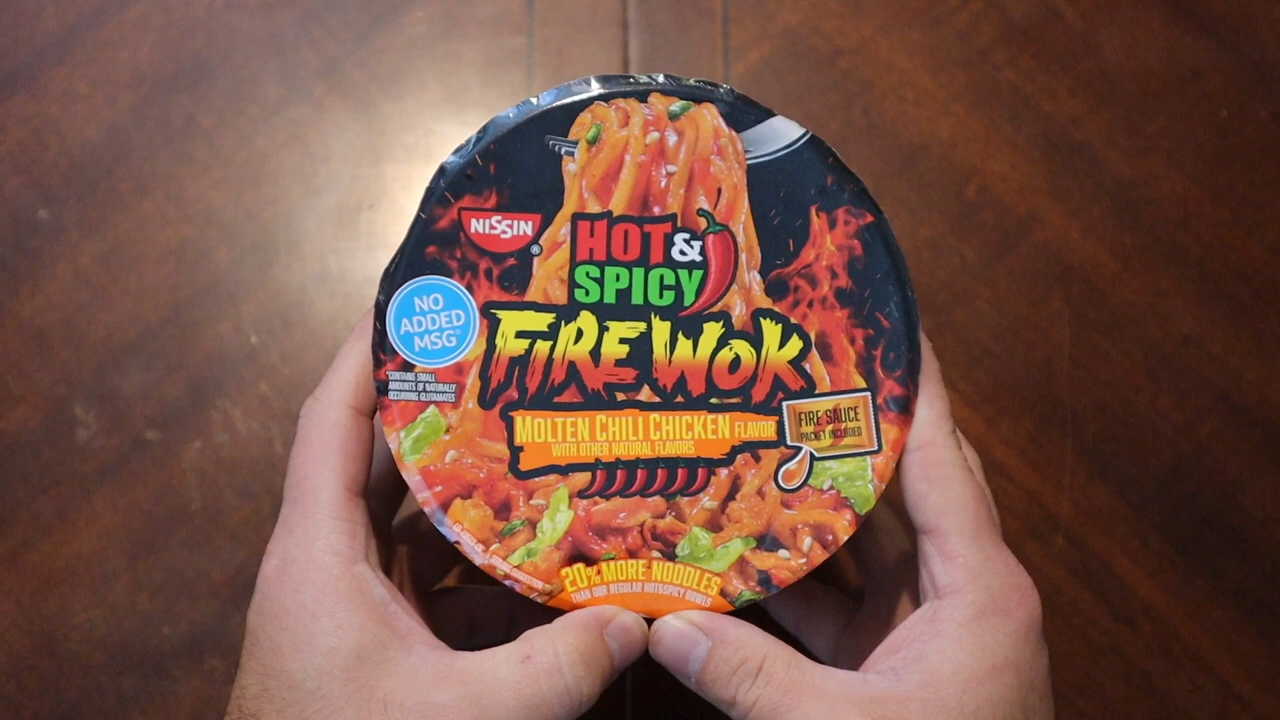 NISSIN
®
HOT &
SPICY
FIRE WOK
NO
ADDED
MSG*
*CONTAINS SMALL
AMOUNTS OF NATURALLY
OCCURRING GLUTAMATES
MOLTEN CHILI CHICKEN FLAVOR
WITH OTHER NATURAL FLAVORS
FIRE SAUCE
PACKET INCLUDED
20% MORE NOODLES
THAN OUR REGULAR HOT&SPICY BOWLS